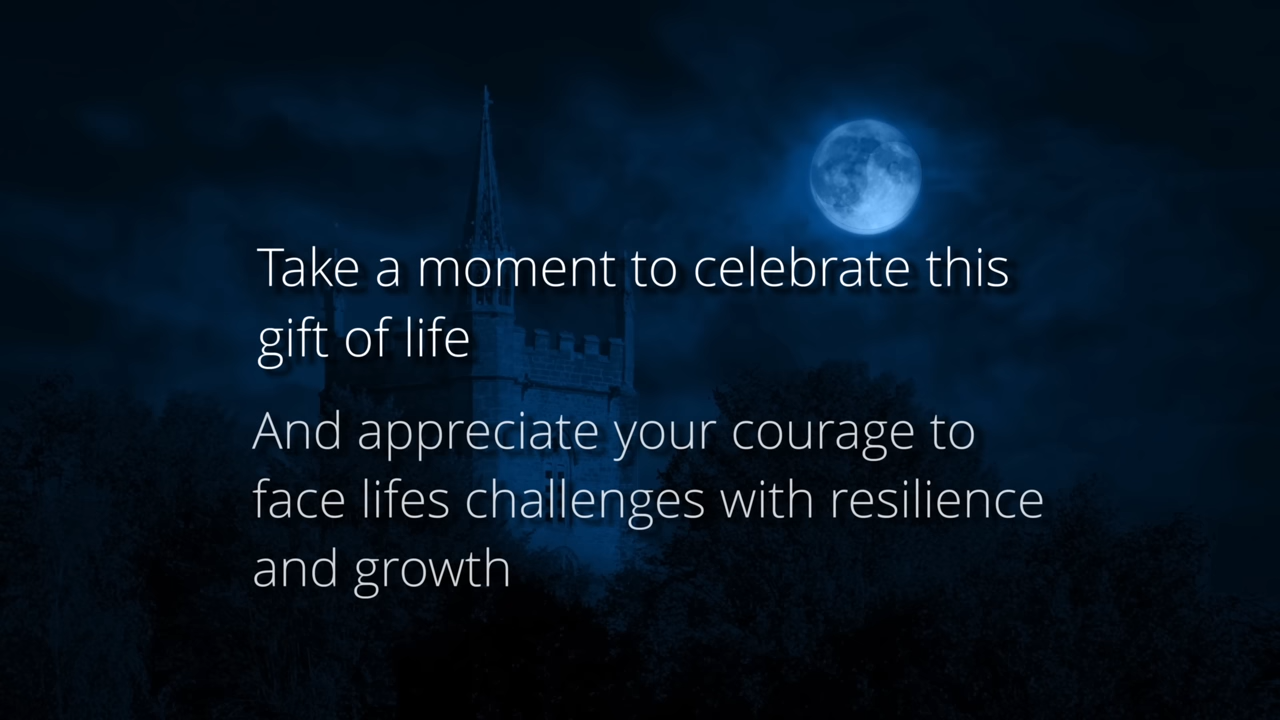 Take a moment to celebrate this
gift of life
And appreciate your courage to
face lifes challenges with resilience
and growth